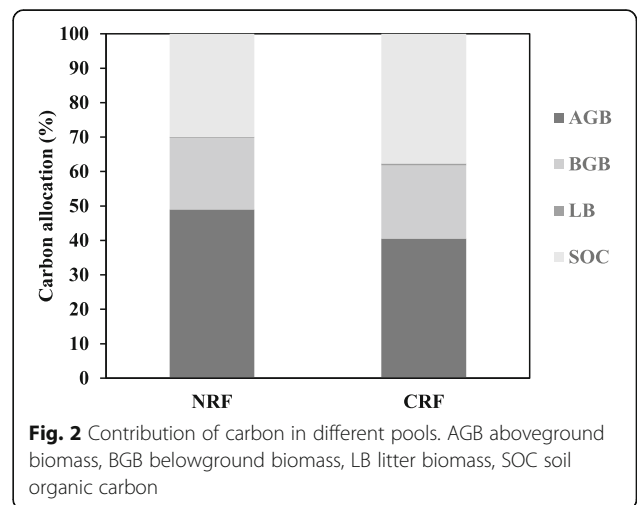 100
90
80
70
60
50
40
30
20
10
0
Carbon allocation (%)
NRF
CRF
AGB
BGB
LB
SOC
Fig. 2 Contribution of carbon in different pools. AGB aboveground
biomass, BGB belowground biomass, LB litter biomass, SOC soil
organic carbon